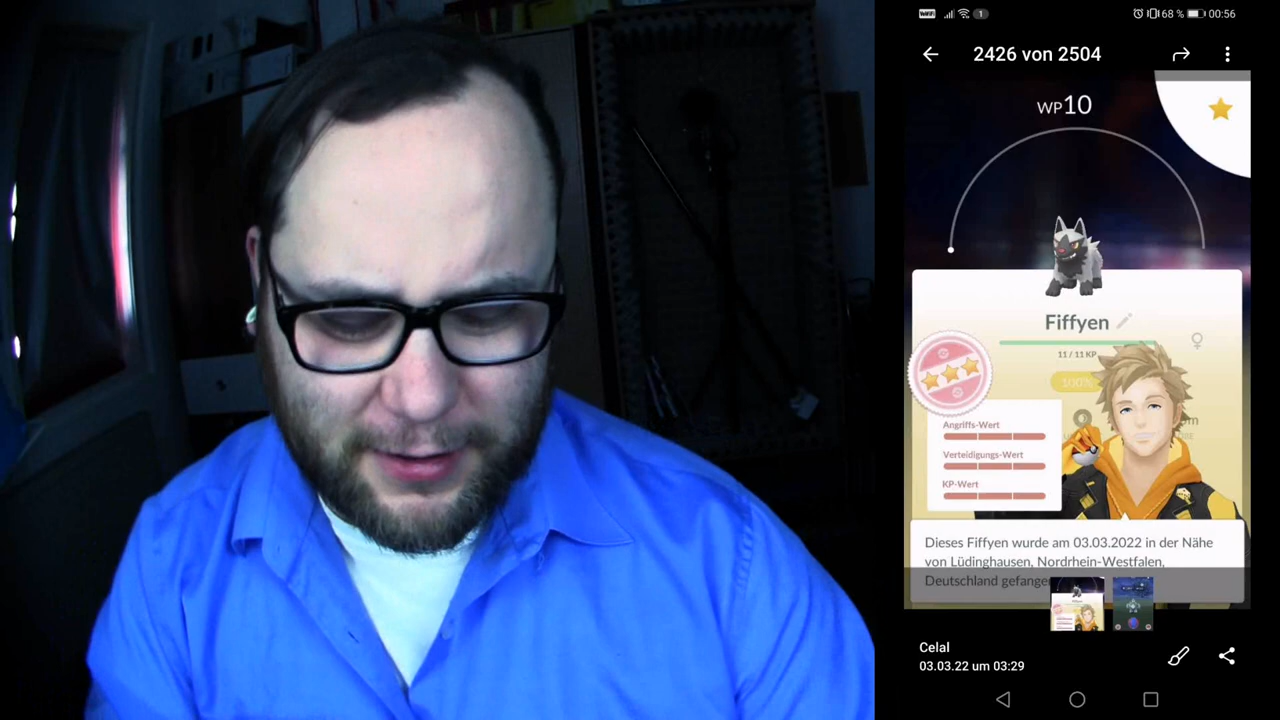 68 % 00:56
2426 von 2504
WP10
Fiffyen
11 / 11 KP
100%
Angriffs-Wert
Verteidigungs-Wert
KP-Wert
Dieses Fiffyen wurde am 03.03.2022 in der Nähe
von Lüdinghausen, Nordrhein-Westfalen,
Deutschland gefange
Celal
03.03.22 um 03:29